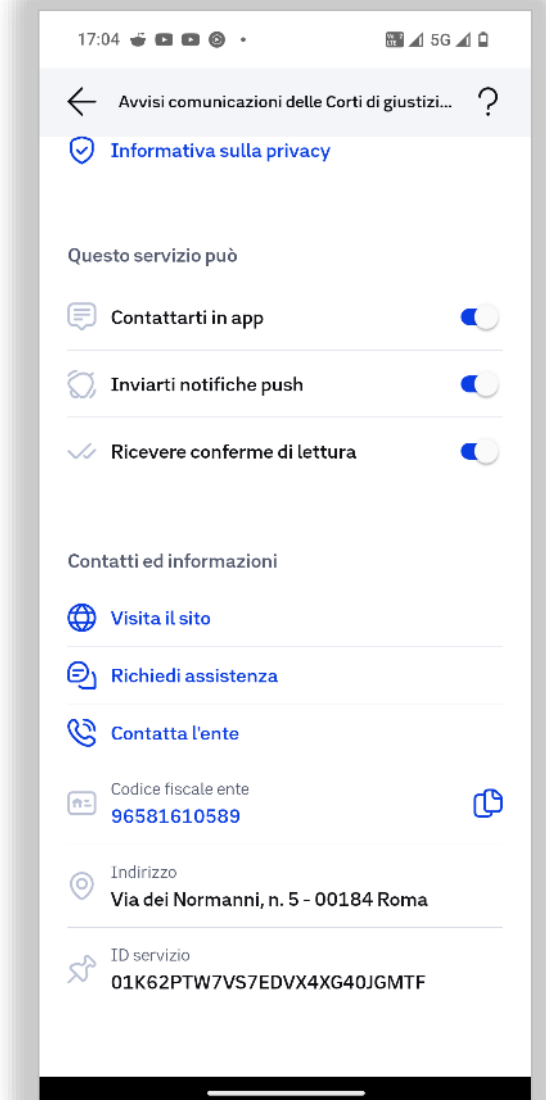 17:04
5G
Avvisi comunicazioni delle Corti di giustizi...
Informativa sulla privacy
Questo servizio può
Contattarti in app
Inviarti notifiche push
Ricevere conferme di lettura
Contatti ed informazioni
Visita il sito
Richiedi assistenza
Contatta l'ente
Codice fiscale ente
96581610589
Indirizzo
Via dei Normanni, n. 5 - 00184 Roma
ID servizio
01K62PTW7VS7EDVX4XG40JGMTF